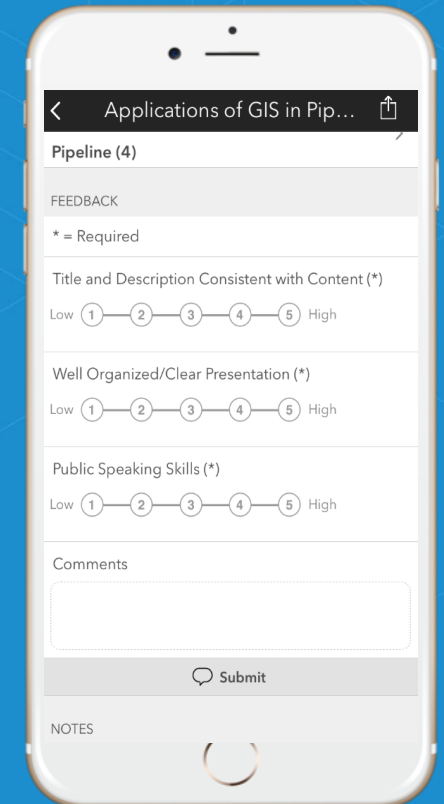 Applications of GIS in Pip...
Pipeline (4)
FEEDBACK
* = Required
Title and Description Consistent with Content (*)
Low 1 2 3 4 5 High
Well Organized/Clear Presentation (*)
Low 1 2 3 4 5 High
Public Speaking Skills (*)
Low 1 2 3 4 5 High
Comments
Submit
NOTES